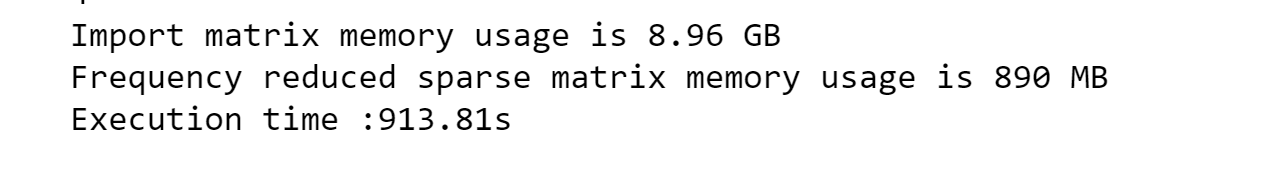 Import matrix memory usage is 8.96 GB
Frequency reduced sparse matrix memory usage is 890 MB
Execution time :913.81s